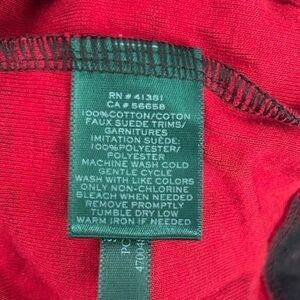 RN # 41381
CA # 56658
100%COTTON/COTON
FAUX SUEDE TRIMS/
GARNITURES
IMITATION SUÈDE:
100%POLYESTER/
POLYESTER
MACHINE WASH COLD
GENTLE CYCLE
WASH WITH LIKE COLORS
ONLY NON-CHLORINE
BLEACH WHEN NEEDED
REMOVE PROMPTLY
TUMBLE DRY LOW
WARM IRON IF NEEDED